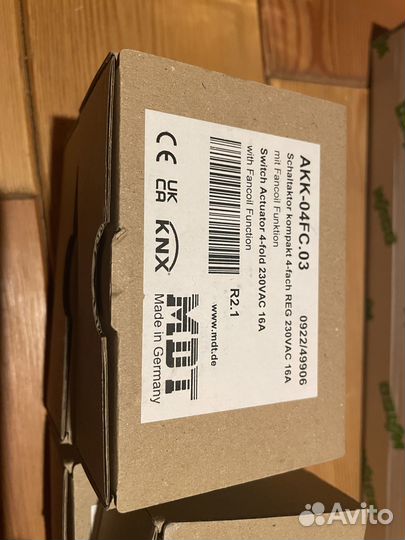 AKK-04FC.03
0922/49906
Schaltaktor kompakt 4-fach REG 230VAC 16A
mit Fancoil Funktion
Switch Actuator 4-fold 230VAC 16A
with Fancoil Function
R2.1
www.mdt.de
CE
UK
CA
KNX
MDT
Made in Germany
Avito